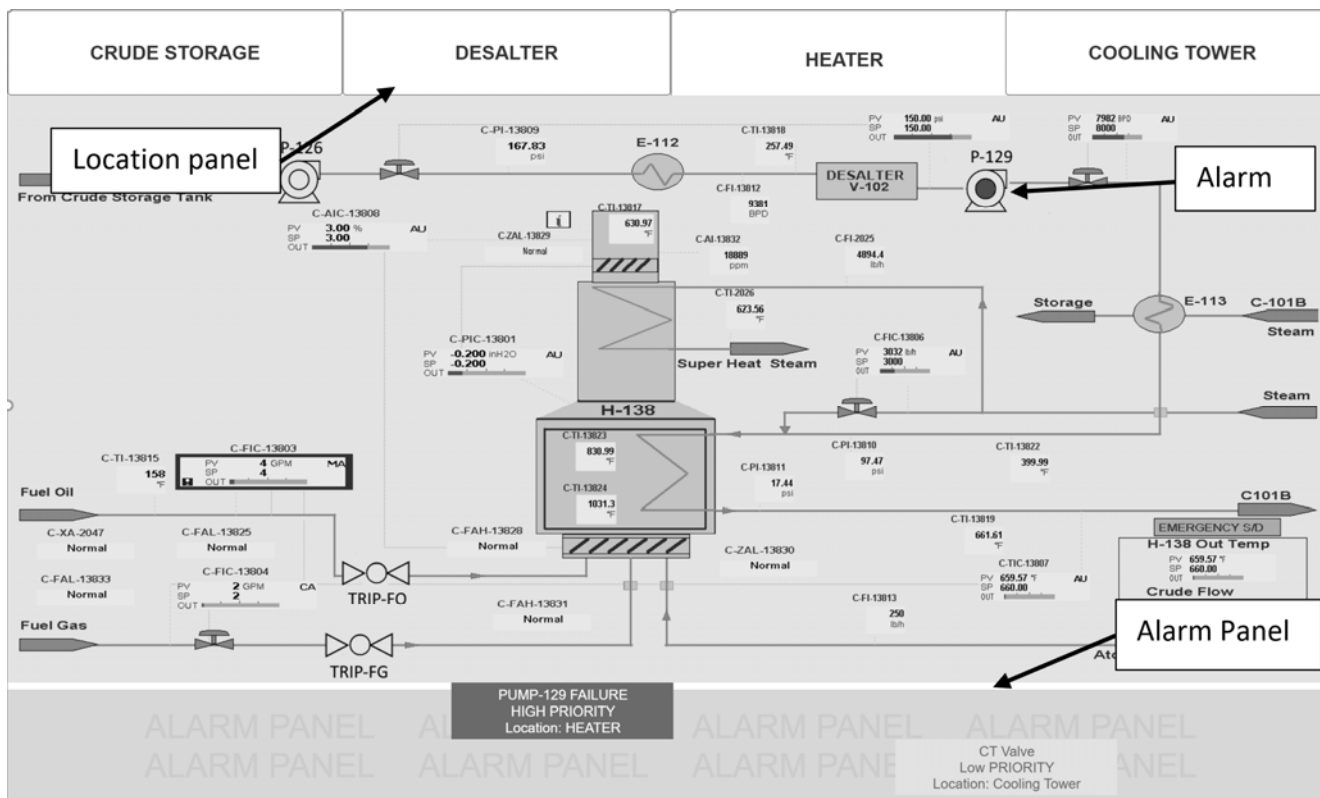 CRUDE STORAGE
DESALTER
HEATER
COOLING TOWER
Location panel
P-126
From Crude Storage Tank
C-PI-13809
167.83
psi
E-112
C-TI-13818
257.49
°F
PV 150.00 psi AU
SP 150.00
OUT
PV 7982 BPD AU
SP 8000
OUT
DESALTER
V-102
P-129
Alarm
C-FI-13812
9381
BPD
C-AIC-13808
PV 3.00 % AU
SP 3.00
OUT
C-ZAL-13829
Normal
i
C-TI-13817
630.97
°F
C-AI-13832
18889
ppm
C-FI-2025
4894.4
lb/h
C-TI-2026
623.56
°F
Storage
E-113
C-101B
Steam
C-PIC-13801
PV -0.200 inH2O AU
SP -0.200
OUT
Super Heat Steam
C-FIC-13806
PV 3032 lb/h AU
SP 3000
OUT
Steam
H-138
C-TI-13823
830.99
°F
C-TI-13824
1031.3
°F
C-PI-13810
97.47
psi
C-TI-13822
399.99
°F
C-PI-13811
17.44
psi
C-FIC-13803
PV 4 GPM MA
SP 4
OUT
C-TI-13815
158
°F
Fuel Oil
C101B
C-XA-2047
Normal
C-FAL-13825
Normal
C-FAH-13828
Normal
C-ZAL-13830
Normal
C-TI-13819
661.61
°F
EMERGENCY S/D
H-138 Out Temp
PV 659.57 °F
SP 660.00
OUT
Crude Flow
C-FAL-13833
Normal
C-FIC-13804
PV 2 GPM CA
SP 2
OUT
TRIP-FO
C-TIC-13807
PV 659.57 °F AU
SP 660.00
OUT
C-FAH-13831
Normal
C-FI-13813
250
lb/h
Fuel Gas
TRIP-FG
Alarm Panel
PUMP-129 FAILURE
HIGH PRIORITY
Location: HEATER
ALARM PANEL ALARM PANEL ALARM PANEL
ALARM PANEL ALARM PANEL ALARM PANEL
CT Valve
Low PRIORITY
Location: Cooling Tower